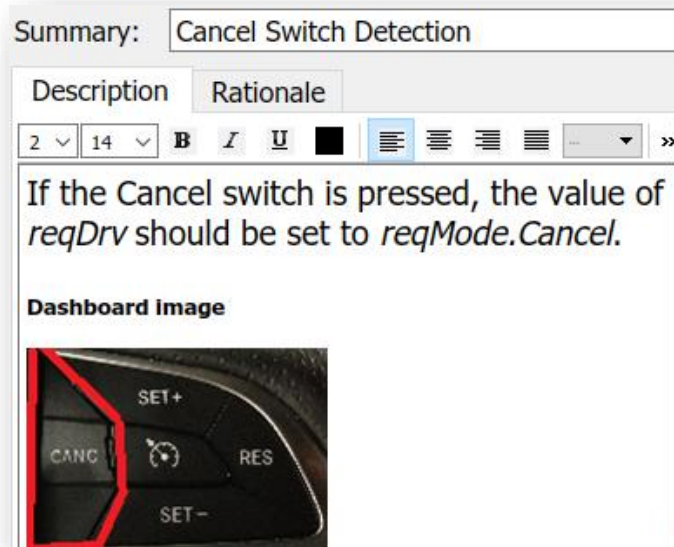 Summary: Cancel Switch Detection
Description Rationale
2 14 B I U ... »
If the Cancel switch is pressed, the value of
reqDrv should be set to reqMode.Cancel.
Dashboard image
SET+
CANC RES
SET-